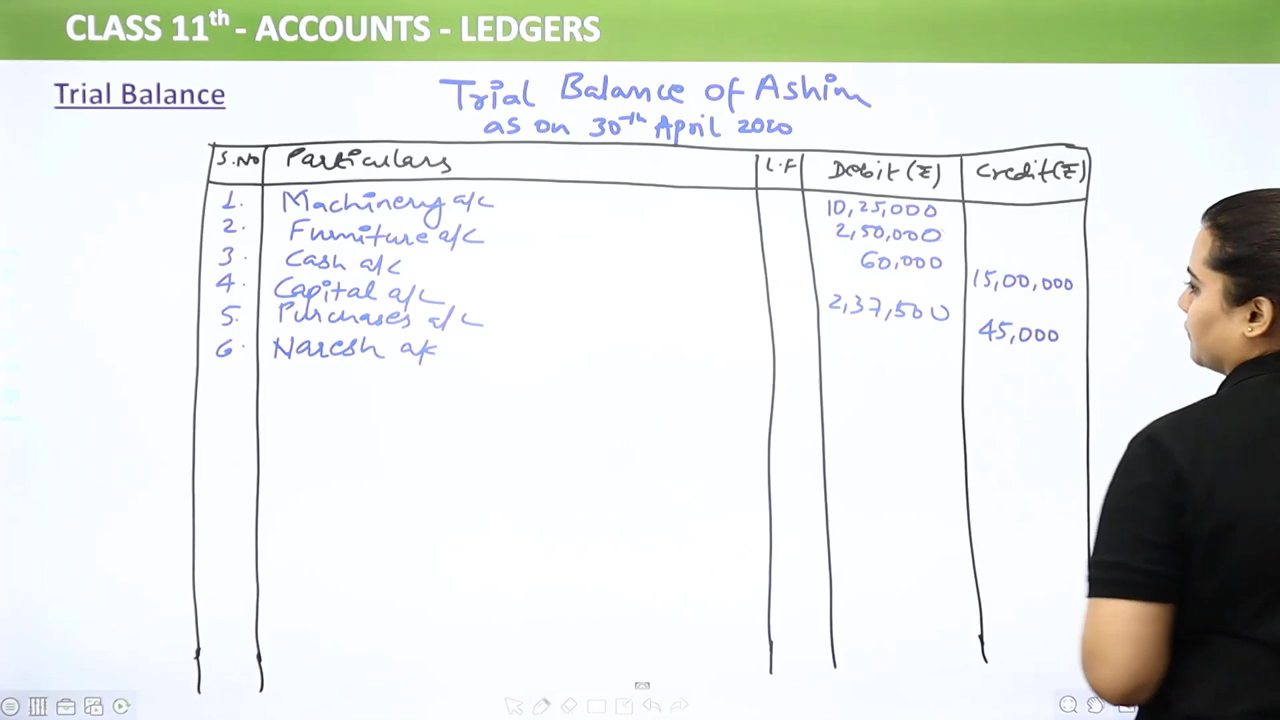 CLASS 11th - ACCOUNTS - LEDGERS
Trial Balance
Trial Balance of Ashim
as on 30th April 2020
S.No Particulars L.F Debit (₹) Credit (₹)
1. Machinery a/c 10,25,000
2. Furniture a/c 2,50,000
3. Cash a/c 60,000
4. Capital a/c 15,00,000
5. Purchases a/c 2,37,500
6. Naresh a/c 45,000